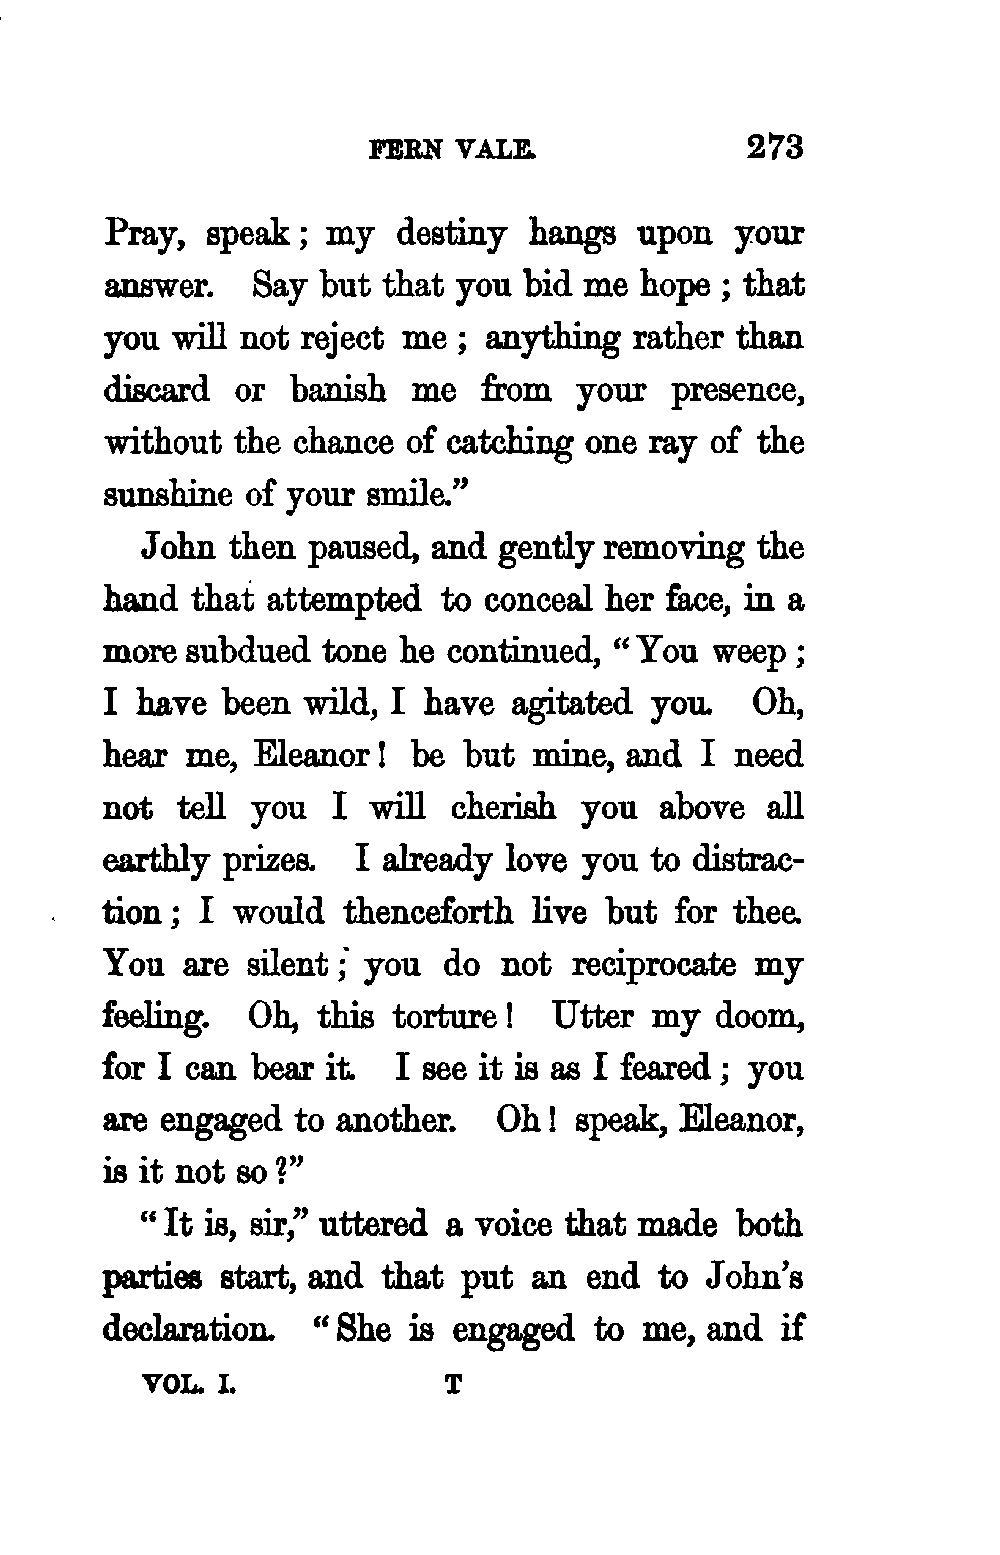 FERN VALE. 273
Pray, speak; my destiny hangs upon your
answer. Say but that you bid me hope; that
you will not reject me; anything rather than
discard or banish me from your presence,
without the chance of catching one ray of the
sunshine of your smile."
John then paused, and gently removing the
hand that attempted to conceal her face, in a
more subdued tone he continued, "You weep;
I have been wild, I have agitated you. Oh,
hear me, Eleanor! be but mine, and I need
not tell you I will cherish you above all
earthly prizes. I already love you to distrac-
tion; I would thenceforth live but for thee.
You are silent; you do not reciprocate my
feeling. Oh, this torture! Utter my doom,
for I can bear it. I see it is as I feared; you
are engaged to another. Oh! speak, Eleanor,
is it not so?"
"It is, sir," uttered a voice that made both
parties start, and that put an end to John's
declaration. "She is engaged to me, and if
VOL. I. T